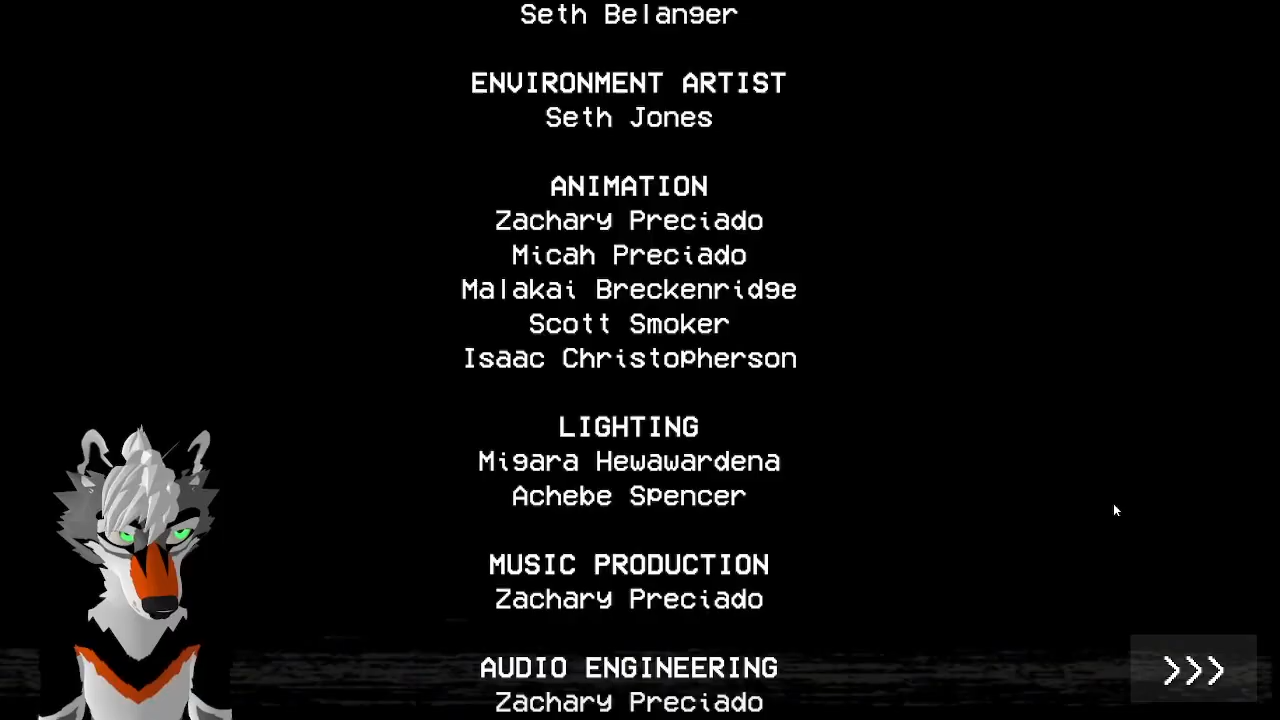 Seth Belanger
ENVIRONMENT ARTIST
Seth Jones
ANIMATION
Zachary Preciado
Micah Preciado
Malakai Breckenridge
Scott Smoker
Isaac Christopherson
LIGHTING
Migara Hewawardena
Achebe Spencer
MUSIC PRODUCTION
Zachary Preciado
AUDIO ENGINEERING
Zachary Preciado
>>>